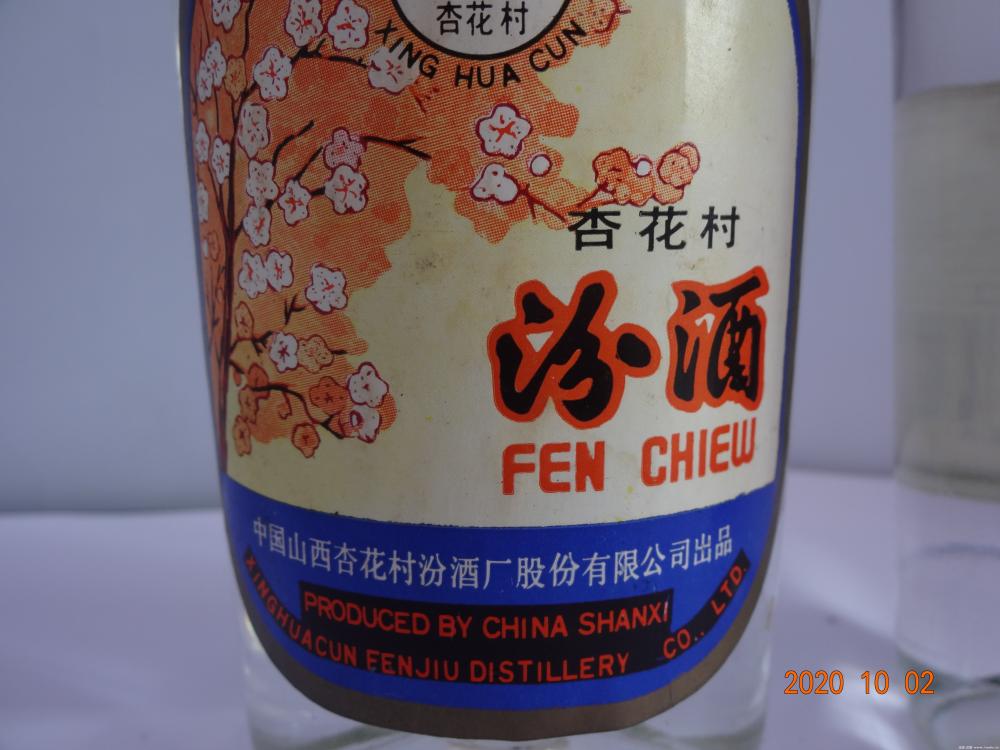 杏花村
XING HUA CUN
杏花村
汾酒
FEN CHIEW
中国山西杏花村汾酒厂股份有限公司出品
PRODUCED BY CHINA SHANXI
XINGHUACUN FENJIU DISTILLERY CO., LTD.
2020 10 02